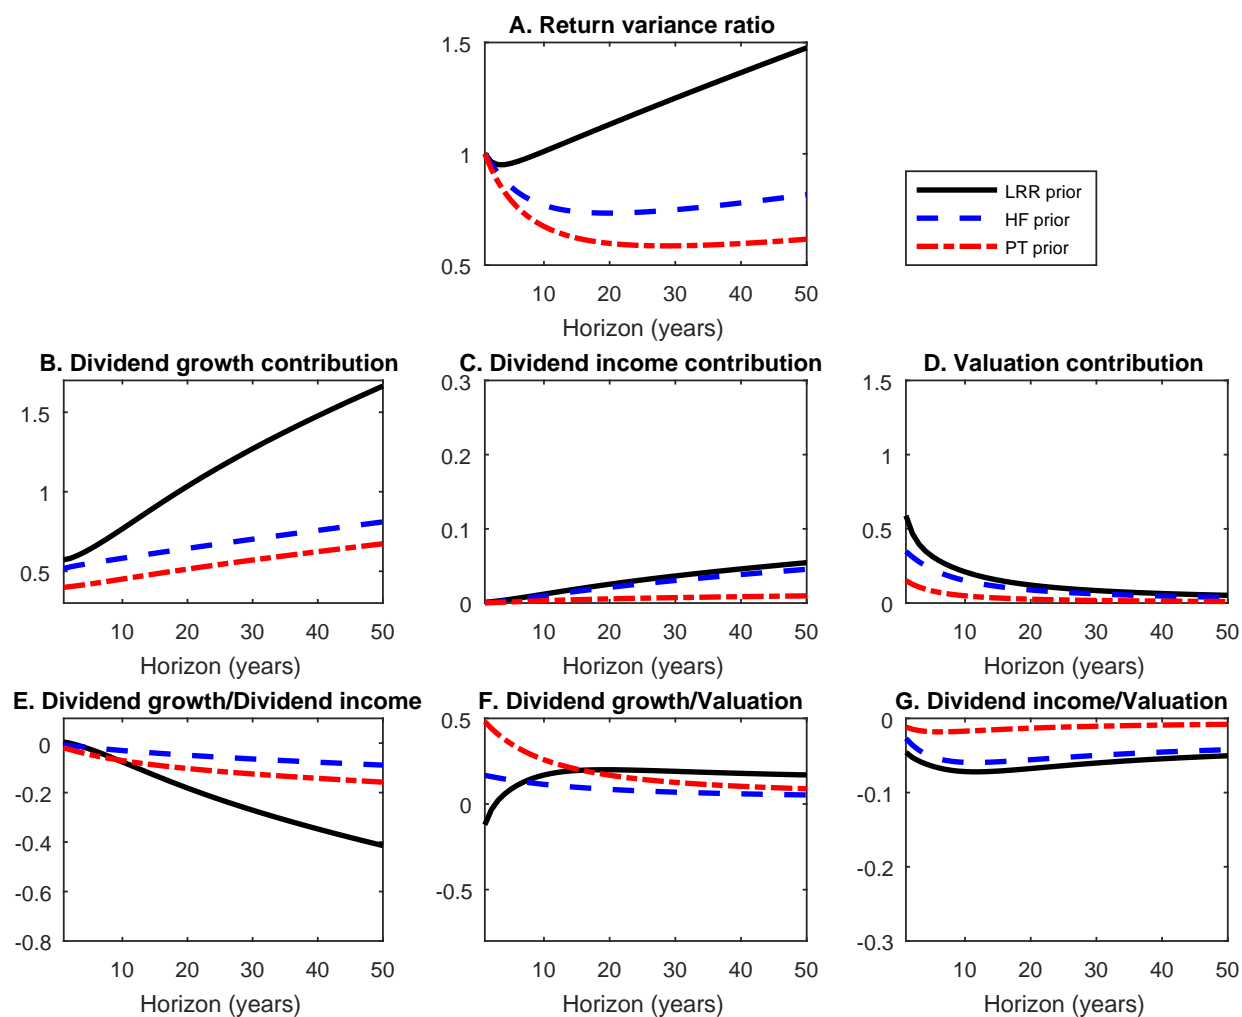 A. Return variance ratio
1.5
1
0.5
10 20 30 40 50
Horizon (years)
LRR prior
HF prior
PT prior
B. Dividend growth contribution
1.5
1
0.5
10 20 30 40 50
Horizon (years)
C. Dividend income contribution
0.3
0.2
0.1
0
10 20 30 40 50
D. Valuation contribution
1.5
1
0.5
0
10 20 30 40 50
E. Dividend growth/Dividend income
0
-0.2
-0.4
-0.6
-0.8
10 20 30 40 50
Horizon (years)
F. Dividend growth/Valuation
0.5
0
-0.5
10 20 30 40 50
Horizon (years)
G. Dividend income/Valuation
0
-0.1
-0.2
-0.3
10 20 30 40 50
Horizon (years)